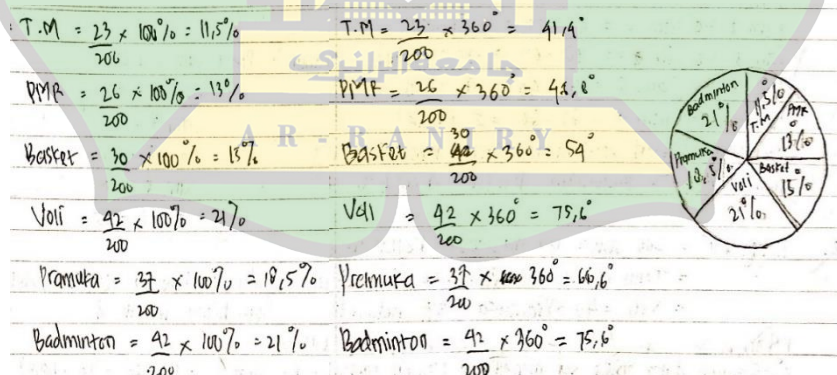 T.M = 23/200 x 100% = 11,5%    T.M = 23/200 x 360° = 41,4°
PMR = 26/200 x 100% = 13%    PMR = 26/200 x 360° = 46,8°
Basket = 30/200 x 100% = 15%    Basket = 30/200 x 360° = 54°
Voli = 42/200 x 100% = 21%    Voli = 42/200 x 360° = 75,6°
Pramuka = 37/200 x 100% = 18,5%    Pramuka = 37/200 x 360° = 66,6°
Badminton = 42/200 x 100% = 21%    Badminton = 42/200 x 360° = 75,6°
Badminton 21%
11,5% T.M
PMR 13%
Basket 15%
Voli 21%
Pramuka 18,5%
جامعة الرانري
AR-RANIRY